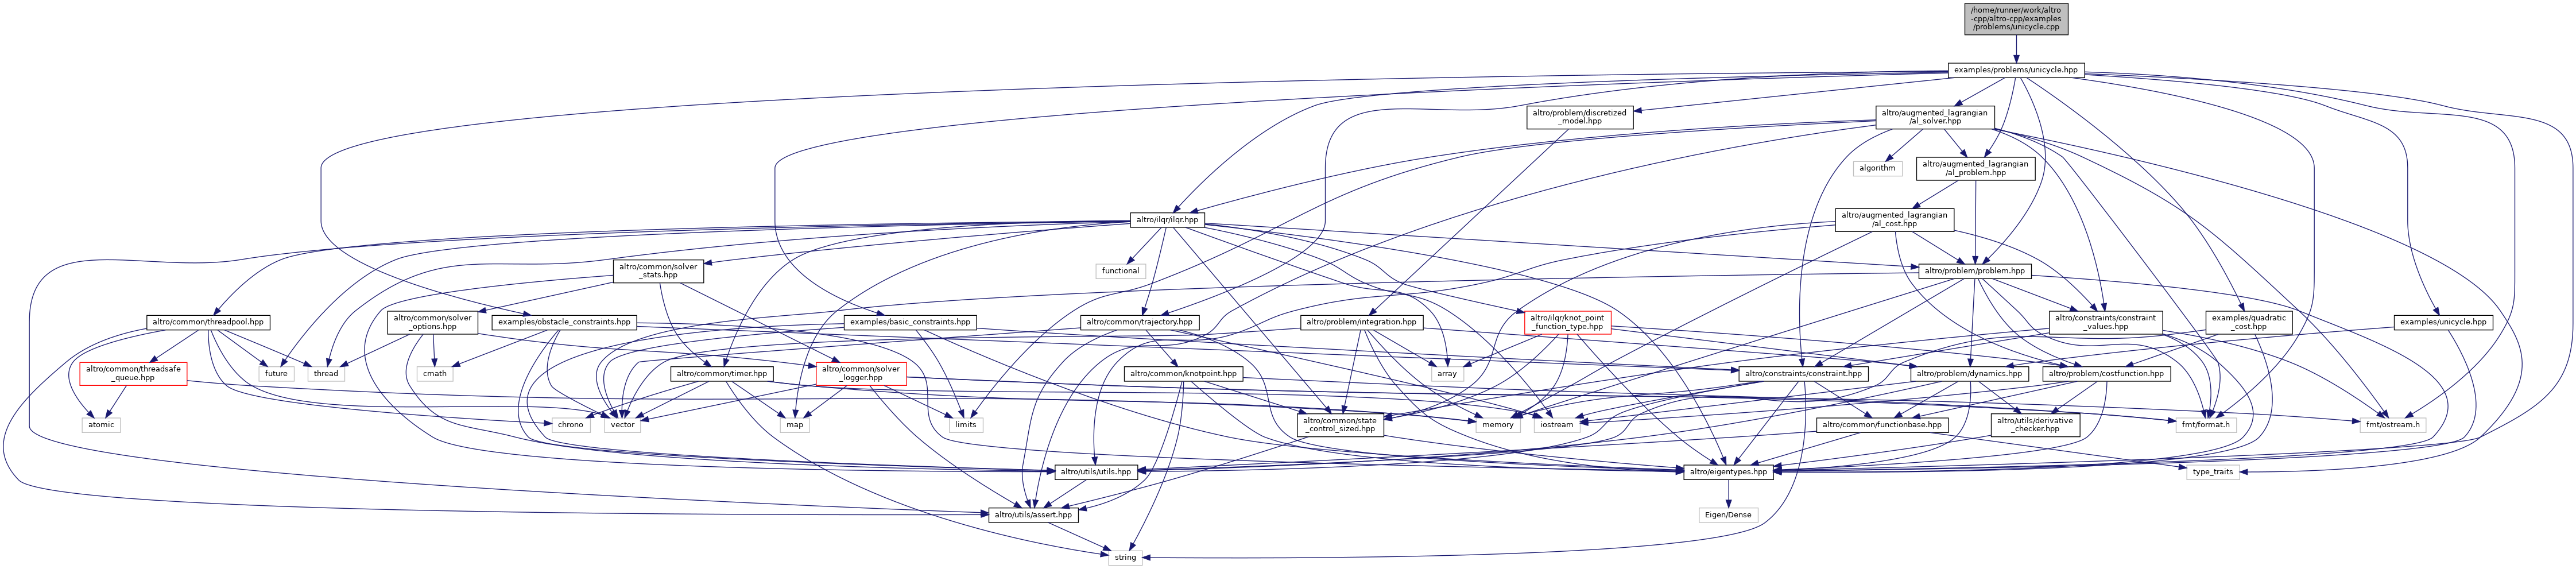 /home/runner/work/altro
-cpp/altro-cpp/examples
/problems/unicycle.cpp
examples/problems/unicycle.hpp
altro/problem/discretized
_model.hpp
altro/augmented_lagrangian
/al_solver.hpp
algorithm
altro/augmented_lagrangian
/al_problem.hpp
altro/ilqr/ilqr.hpp
altro/augmented_lagrangian
/al_cost.hpp
altro/common/solver
_stats.hpp
functional
altro/problem/problem.hpp
altro/common/threadpool.hpp
altro/common/solver
_options.hpp
examples/obstacle_constraints.hpp
examples/basic_constraints.hpp
altro/common/trajectory.hpp
altro/problem/integration.hpp
altro/ilqr/knot_point
_function_type.hpp
altro/constraints/constraint
_values.hpp
examples/quadratic
_cost.hpp
examples/unicycle.hpp
altro/common/threadsafe
_queue.hpp
future
thread
cmath
altro/common/timer.hpp
altro/common/solver
_logger.hpp
altro/common/knotpoint.hpp
array
altro/constraints/constraint.hpp
altro/problem/dynamics.hpp
altro/problem/costfunction.hpp
atomic
chrono
vector
map
limits
altro/common/state
_control_sized.hpp
memory
iostream
altro/common/functionbase.hpp
altro/utils/derivative
_checker.hpp
fmt/format.h
fmt/ostream.h
altro/utils/utils.hpp
altro/eigentypes.hpp
type_traits
altro/utils/assert.hpp
Eigen/Dense
string